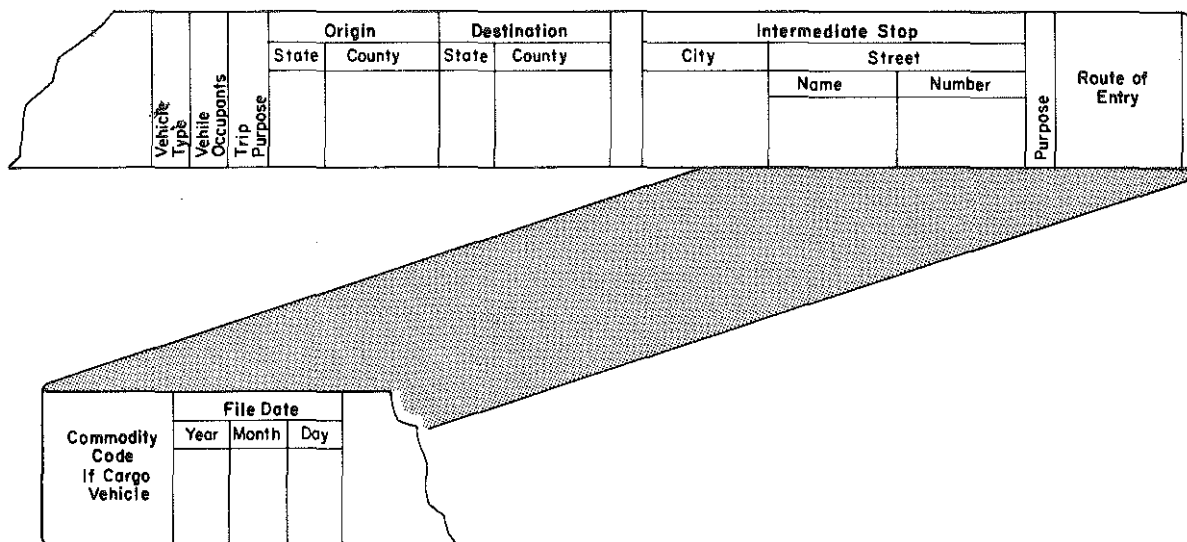 Vehicle Type
Vehile Occupants
Trip Purpose
Origin
State County
Destination
State County
Intermediate Stop
City Street
Name Number
Purpose
Route of
Entry
Commodity
Code
If Cargo
Vehicle
File Date
Year Month Day